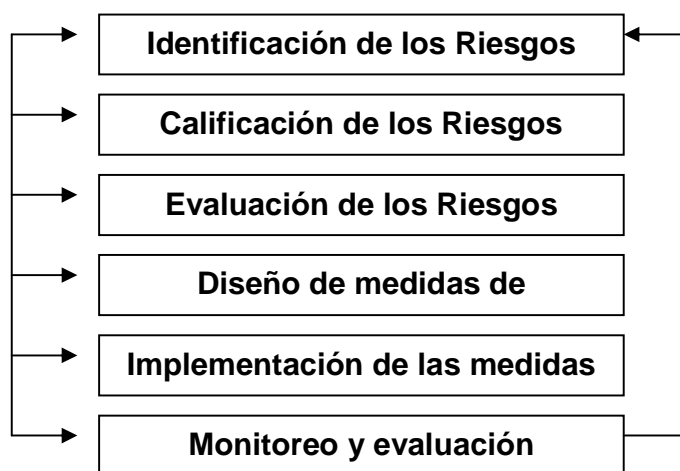 Identificación de los Riesgos
Calificación de los Riesgos
Evaluación de los Riesgos
Diseño de medidas de
Implementación de las medidas
Monitoreo y evaluación